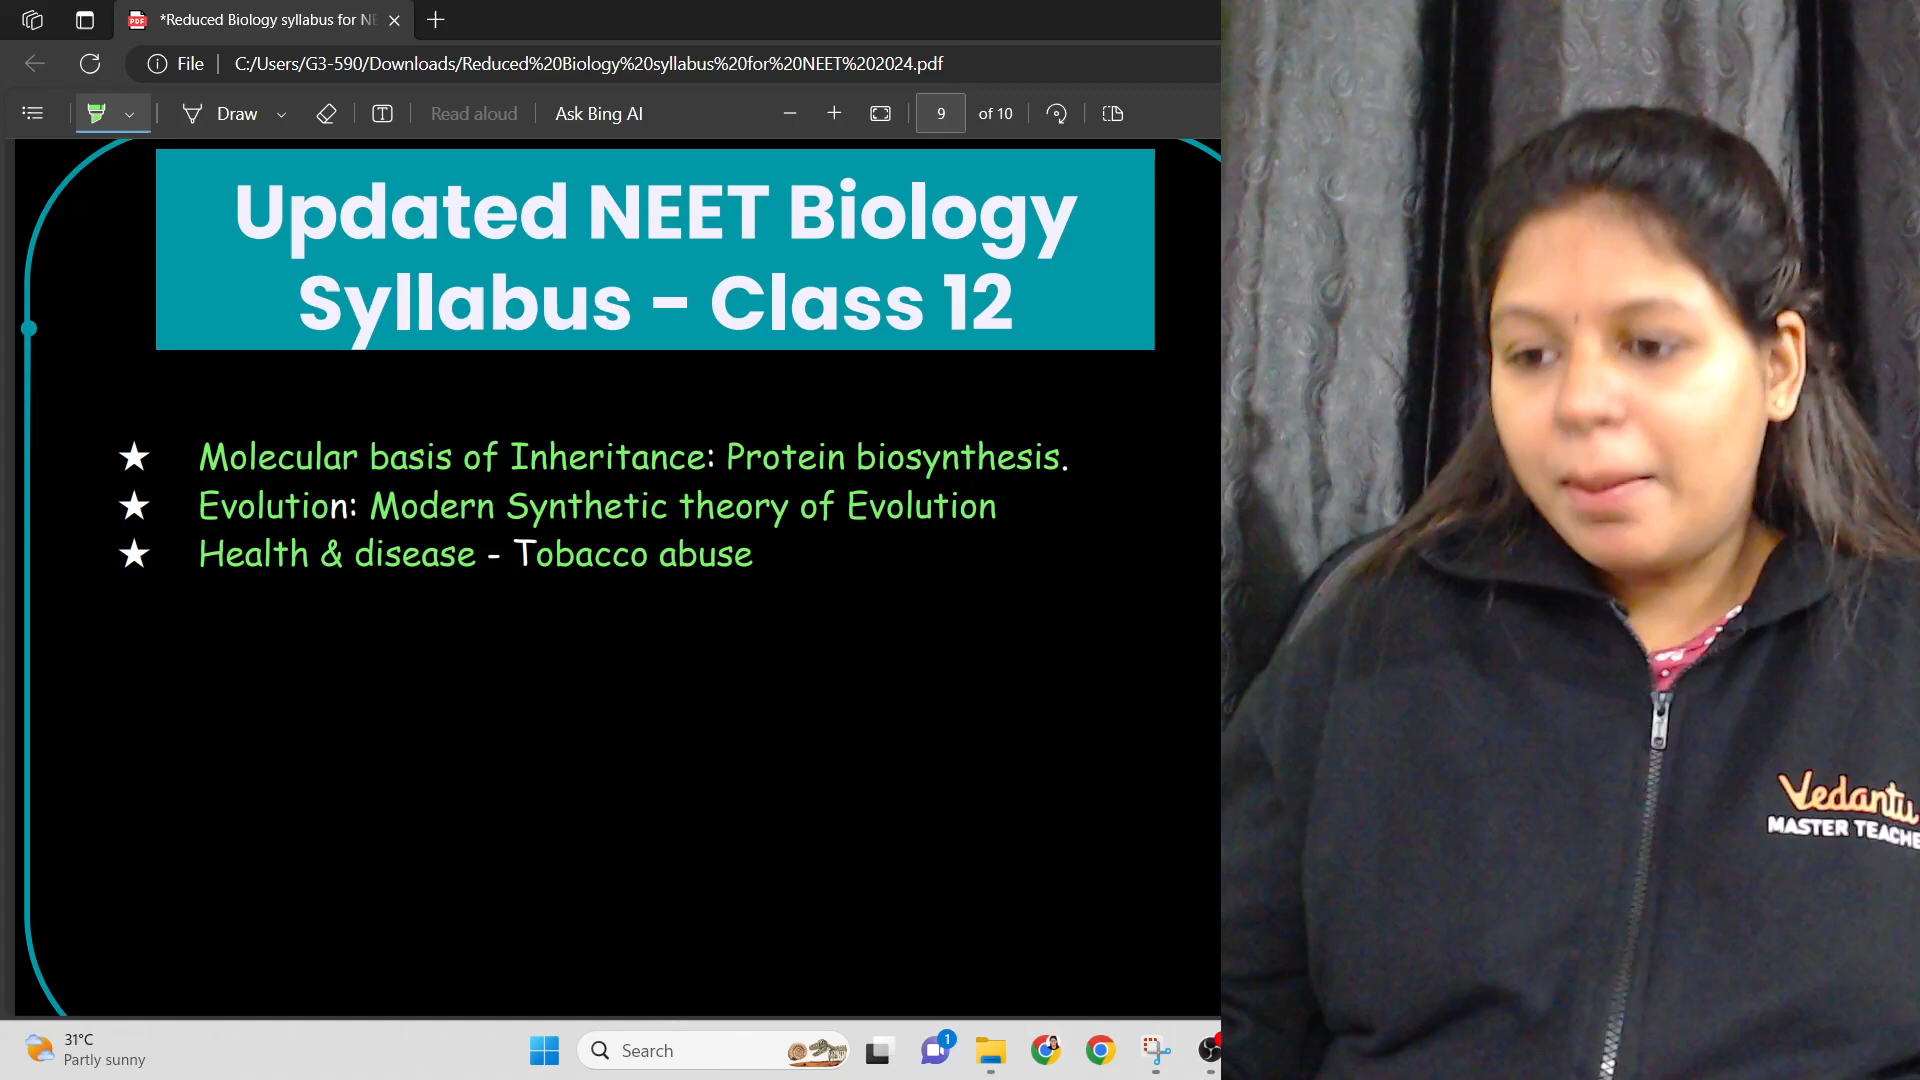 *Reduced Biology syllabus for NE
File
C:/Users/G3-590/Downloads/Reduced%20Biology%20syllabus%20for%20NEET%202024.pdf
Draw
Read aloud
Ask Bing AI
9 of 10
Updated NEET Biology
Syllabus - Class 12
★ Molecular basis of Inheritance: Protein biosynthesis.
★ Evolution: Modern Synthetic theory of Evolution
★ Health & disease - Tobacco abuse
Vedantu
MASTER TEACHE
31°C
Partly sunny
Search
1